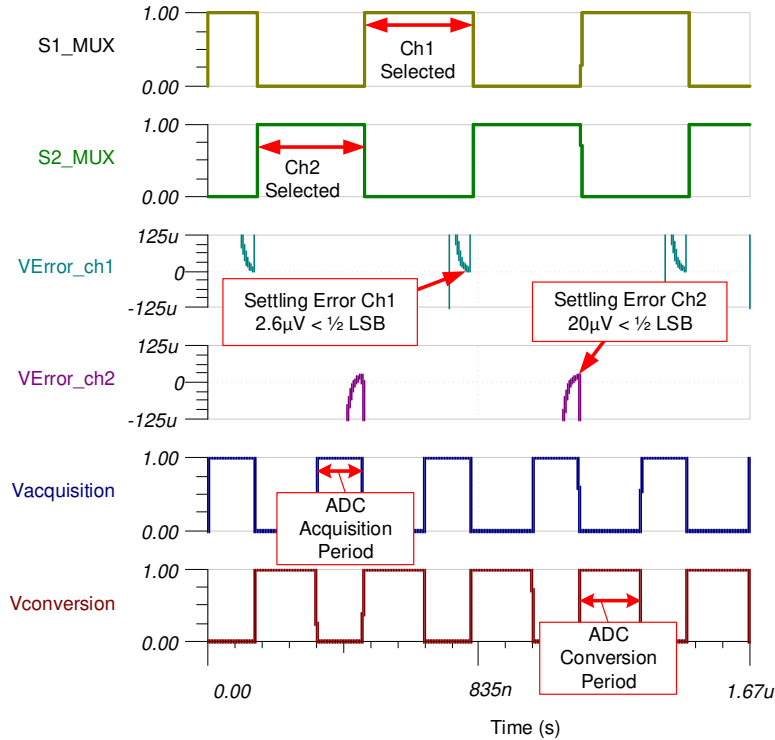 S1_MUX
1.00
0.00
Ch1
Selected
S2_MUX
1.00
0.00
Ch2
Selected
VError_ch1
125u
0
-125u
Settling Error Ch1
2.6µV < ½ LSB
Settling Error Ch2
20µV < ½ LSB
VError_ch2
125u
0
-125u
Vacquisition
1.00
0.00
ADC
Acquisition
Period
Vconversion
1.00
0.00
ADC
Conversion
Period
0.00
835n
1.67u
Time (s)